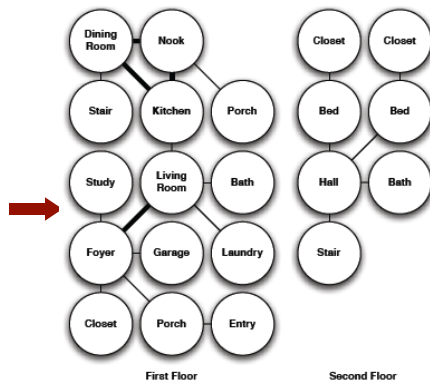 Dining Room
Nook
Closet
Closet
Stair
Kitchen
Porch
Bed
Bed
Study
Living Room
Bath
Hall
Bath
Foyer
Garage
Laundry
Stair
Closet
Porch
Entry
First Floor
Second Floor